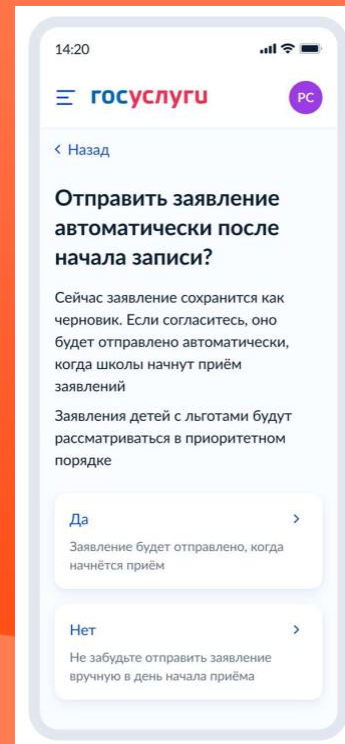 14:20
госуслуги
РС
Назад
Отправить заявление
автоматически после
начала записи?
Сейчас заявление сохранится как
черновик. Если согласитесь, оно
будет отправлено автоматически,
когда школы начнут приём
заявлений
Заявления детей с льготами будут
рассматриваться в приоритетном
порядке
Да
Заявление будет отправлено, когда
начнётся приём
Нет
Не забудьте отправить заявление
вручную в день начала приёма